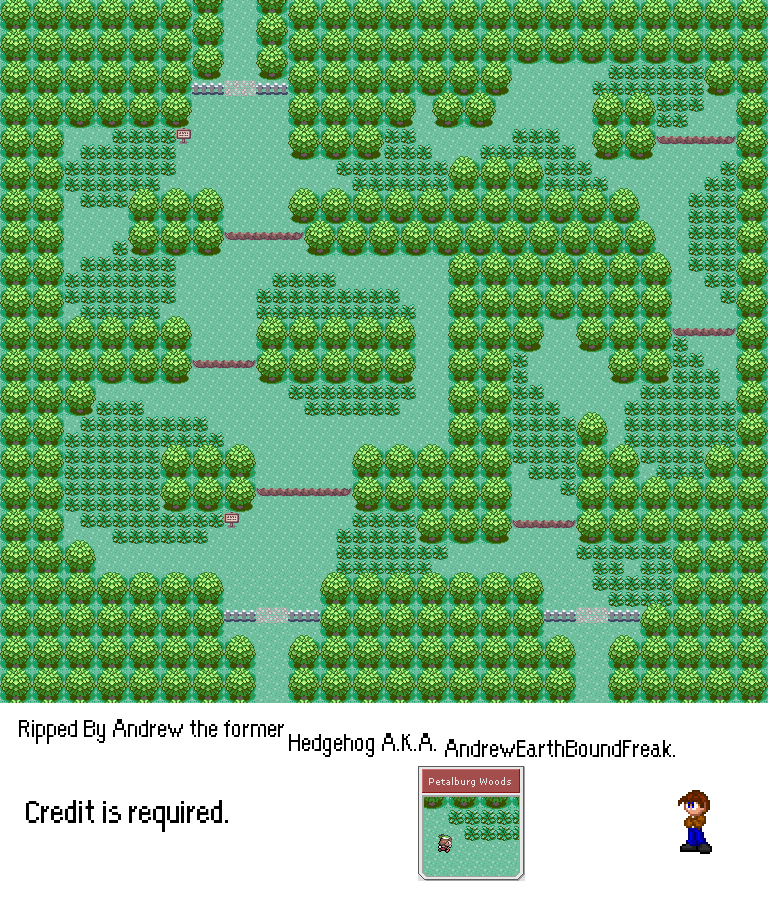 Ripped By Andrew the former Hedgehog A.K.A. AndrewEarthBoundFreak.
Petalburg Woods
Credit is required.